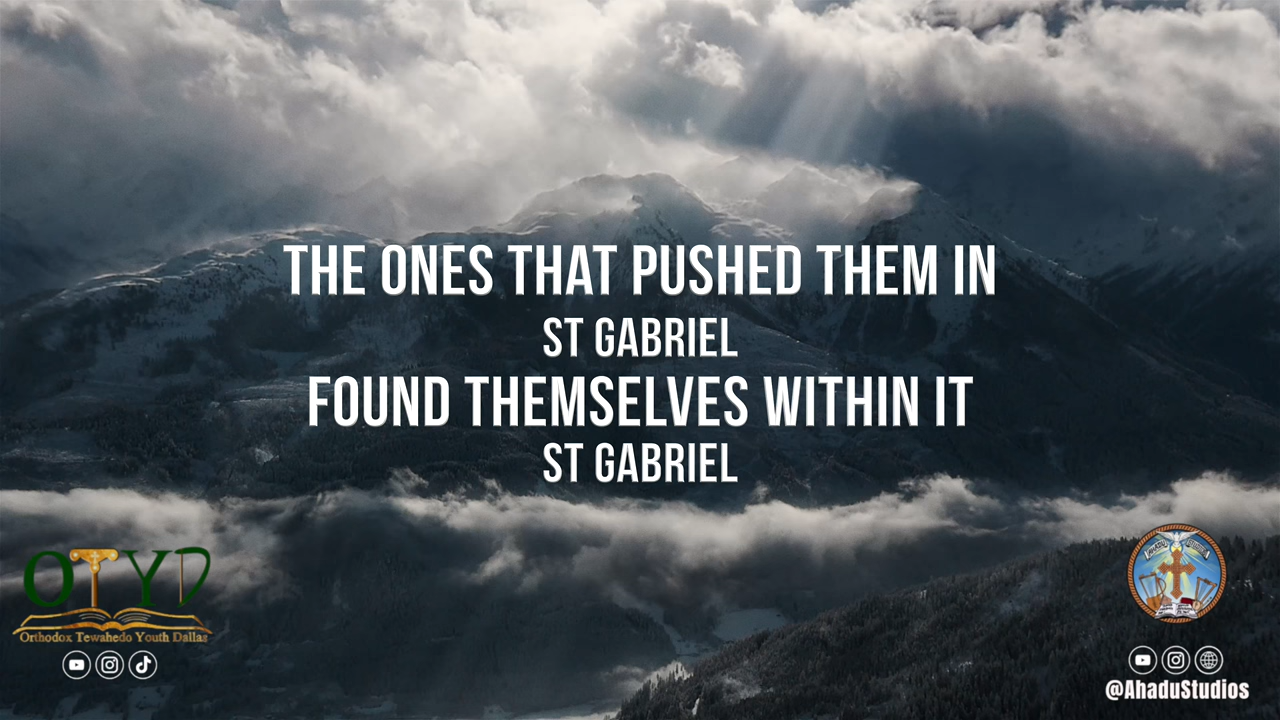 THE ONES THAT PUSHED THEM IN
ST GABRIEL
FOUND THEMSELVES WITHIN IT
ST GABRIEL
OTYD
Orthodox Tewahedo Youth Dallas
@AhaduStudios